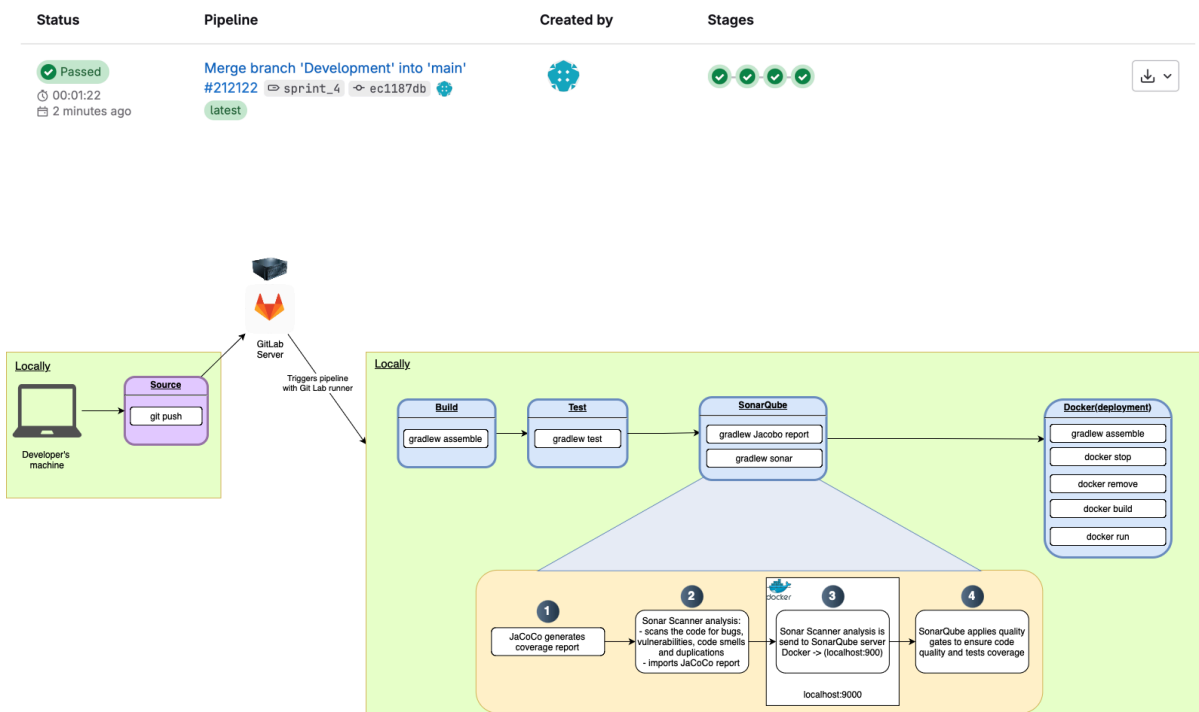 Status Pipeline Created by Stages
Passed
00:01:22
2 minutes ago
Merge branch 'Development' into 'main'
#212122 sprint_4 ec1187db
latest
GitLab
Server
Triggers pipeline
with Git Lab runner
Locally
Source
git push
Developer's
machine
Locally
Build
gradlew assemble
Test
gradlew test
SonarQube
gradlew Jacobo report
gradlew sonar
Docker(deployment)
gradlew assemble
docker stop
docker remove
docker build
docker run
1
JaCoCo generates
coverage report
2
Sonar Scanner analysis:
- scans the code for bugs,
vulnerabilities, code smells
and duplications
- imports JaCoCo report
docker
3
Sonar Scanner analysis is
send to SonarQube server
Docker -> (localhost:900)
localhost:9000
4
SonarQube applies quality
gates to ensure code
quality and tests coverage